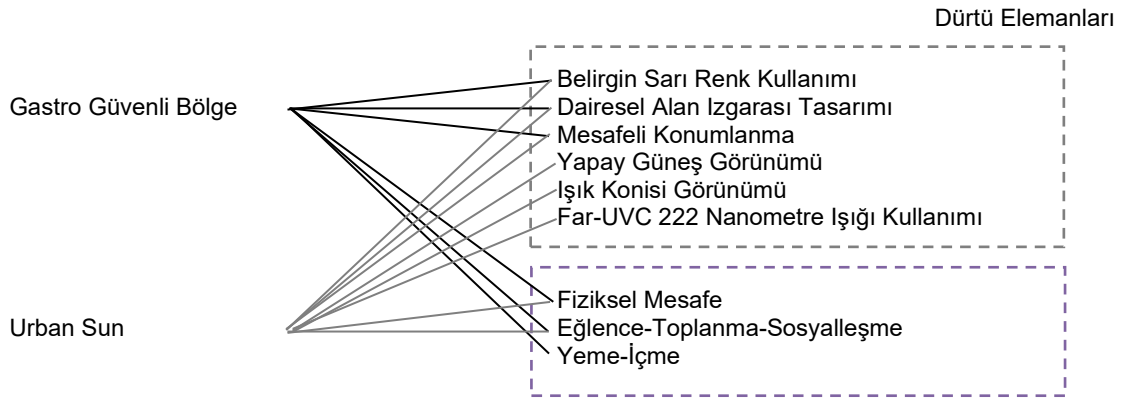 Dürtü Elemanları
Gastro Güvenli Bölge
Belirgin Sarı Renk Kullanımı
Dairesel Alan Izgarası Tasarımı
Mesafeli Konumlanma
Yapay Güneş Görünümü
Işık Konisi Görünümü
Far-UVC 222 Nanometre Işığı Kullanımı
Urban Sun
Fiziksel Mesafe
Eğlence-Toplanma-Sosyalleşme
Yeme-İçme